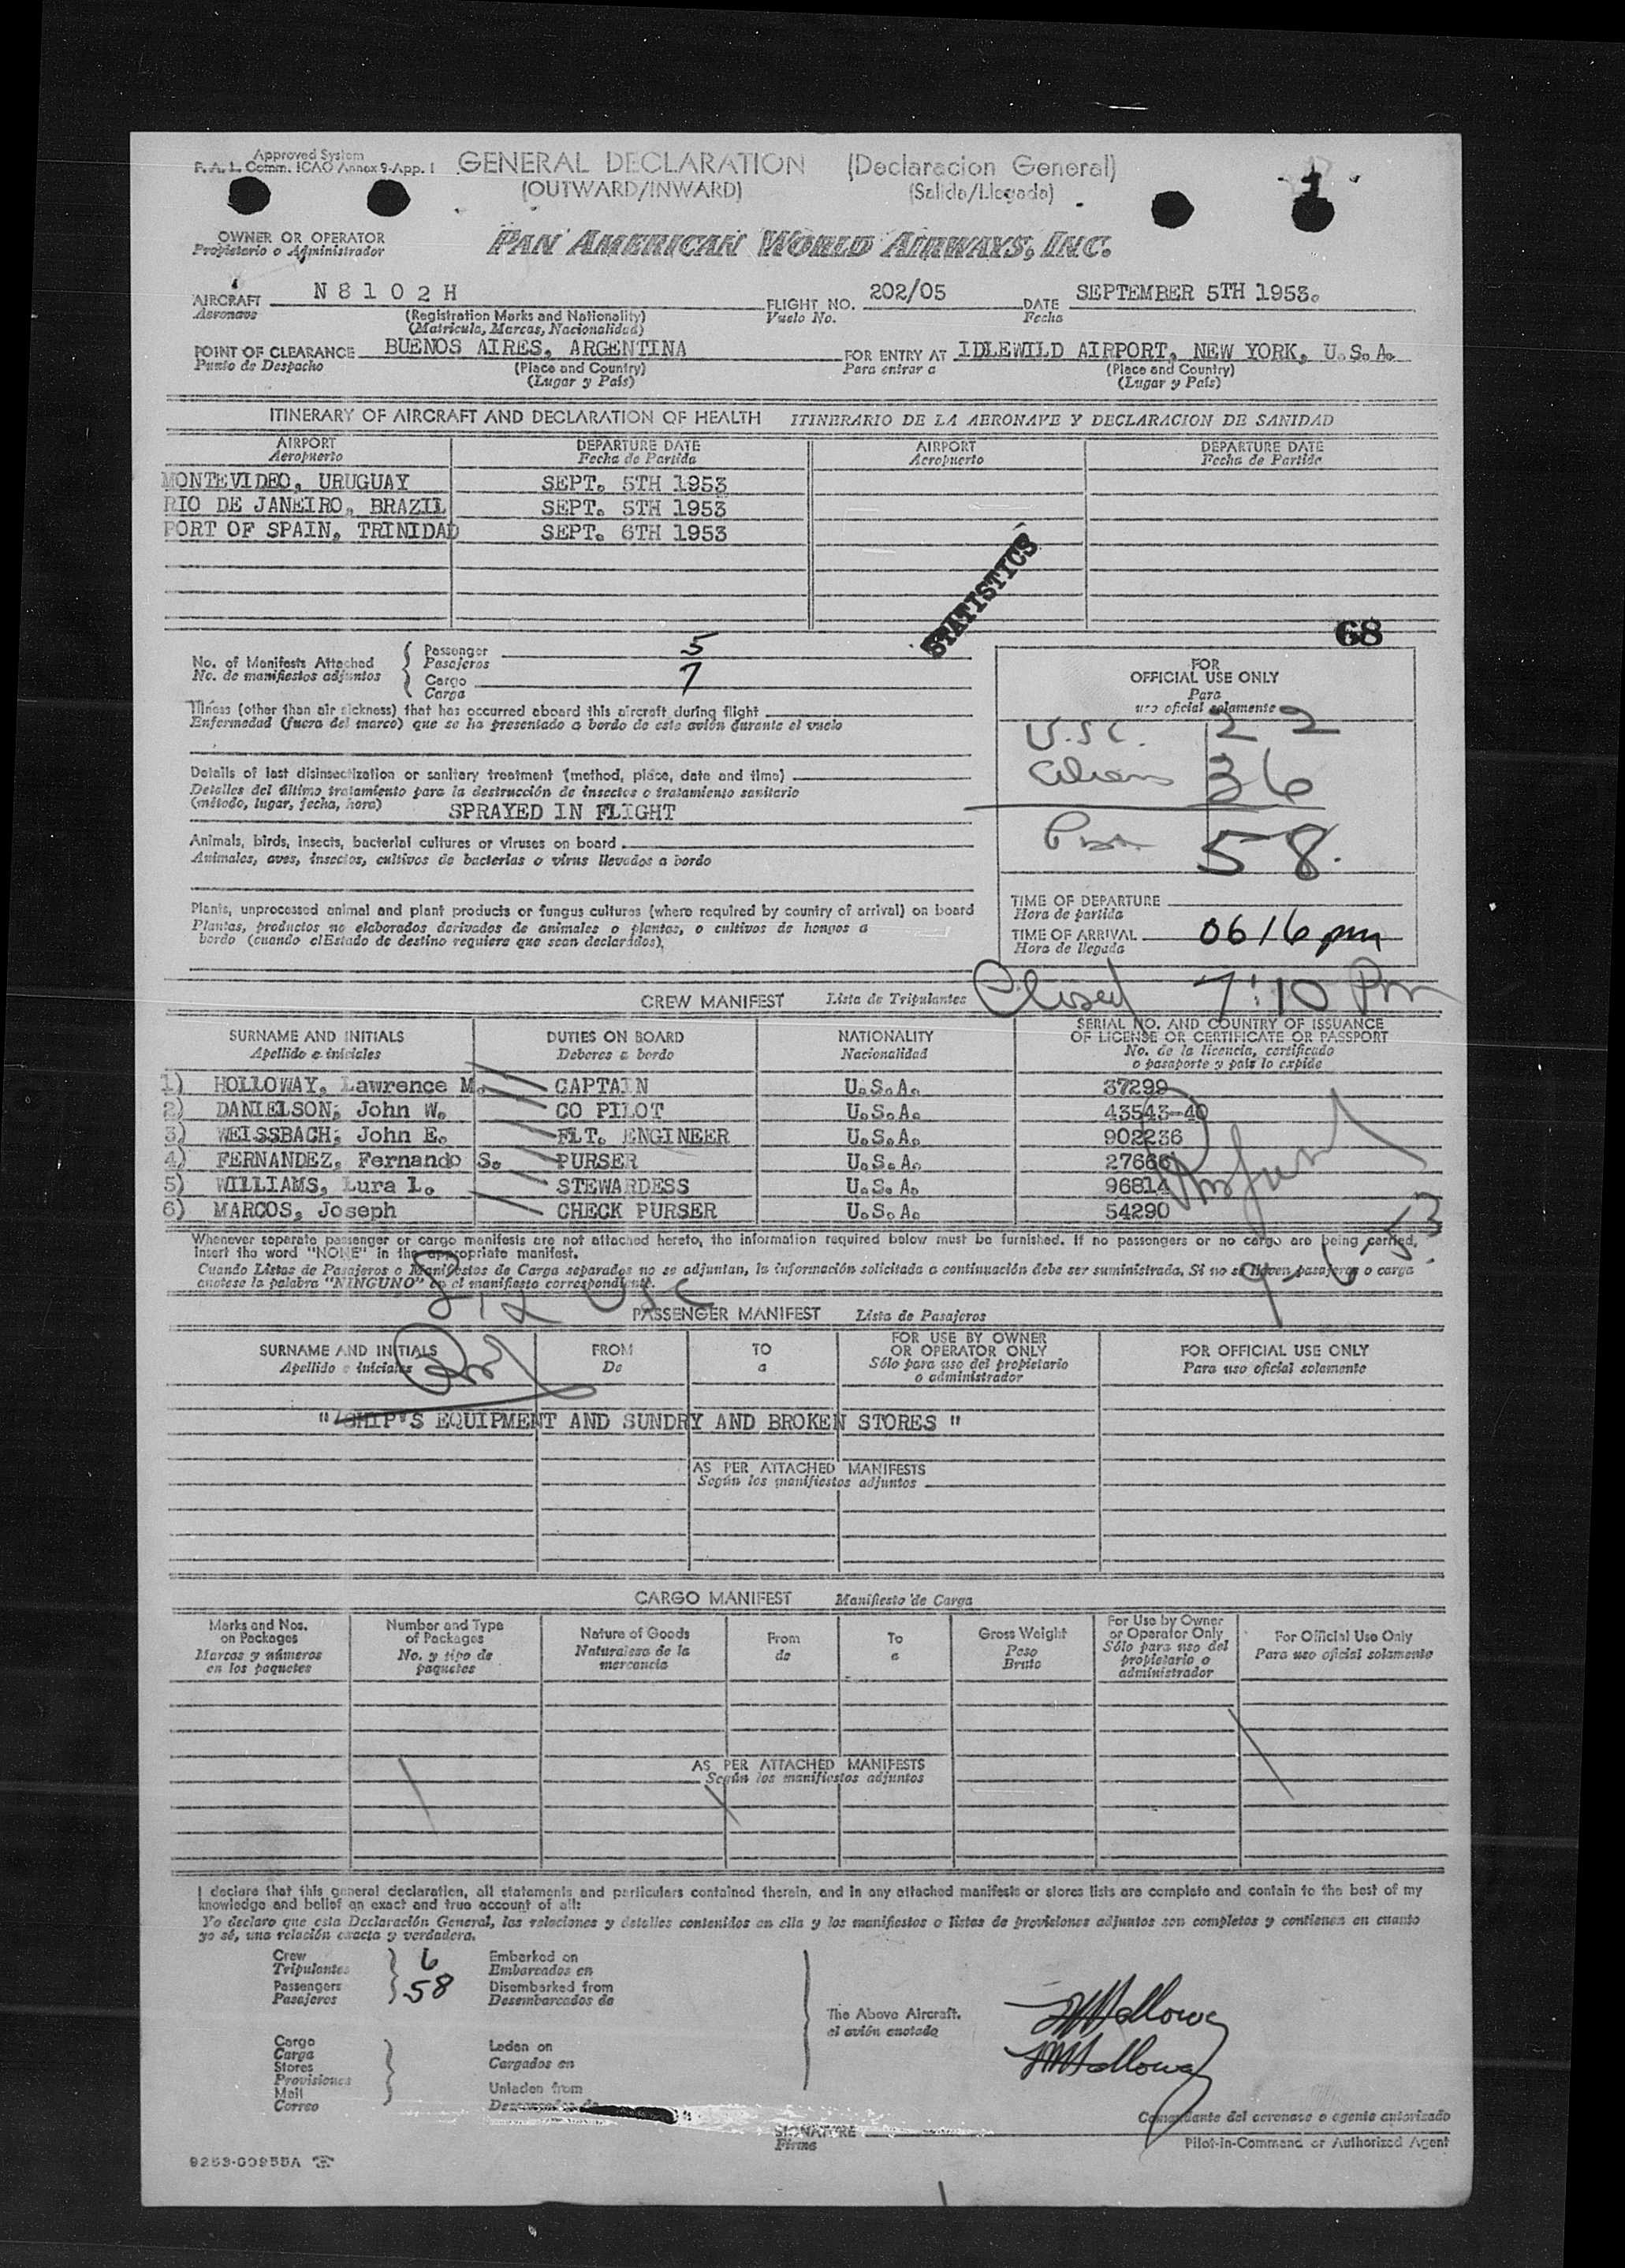 Approved System
F. A. L. Comm. ICAO Annex 9-App. 1
GENERAL DECLARATION (Declaracion General)
(OUTWARD/INWARD) (Salida/Llegada)
1
OWNER OR OPERATOR
Propietario o Administrador
PAN AMERICAN WORLD AIRWAYS, INC.
AIRCRAFT N 8 1 0 2 H FLIGHT NO. 202/05 DATE SEPTEMBER 5TH 1953.
Aeronave (Registration Marks and Nationality) Vuelo No. Fecha
(Matricula, Marcas, Nacionalidad)
POINT OF CLEARANCE BUENOS AIRES, ARGENTINA FOR ENTRY AT IDLEWILD AIRPORT, NEW YORK, U.S.A.
Punto de Despacho (Place and Country) Para entrar a (Place and Country)
(Lugar y País) (Lugar y País)
ITINERARY OF AIRCRAFT AND DECLARATION OF HEALTH ITINERARIO DE LA AERONAVE Y DECLARACION DE SANIDAD
AIRPORT DEPARTURE DATE AIRPORT DEPARTURE DATE
Aeropuerto Fecha de Partida Aeropuerto Fecha de Partida
MONTEVIDEO, URUGUAY SEPT. 5TH 1953
RIO DE JANEIRO, BRAZIL SEPT. 5TH 1953
PORT OF SPAIN, TRINIDAD SEPT. 6TH 1953
STATISTICS
68
No. of Manifests Attached Passenger 5
No. de manifiestos adjuntos Pasajeros
Cargo 7
Carga
FOR
OFFICIAL USE ONLY
Para
uso oficial solamente
Illness (other than air sickness) that has occurred aboard this aircraft during flight
Enfermedad (fuera del mareo) que se ha presentado a bordo de este avión durante el vuelo
U.S.C. 22
Aliens 36
58.
Details of last disinsectization or sanitary treatment (method, place, date and time)
Detalles del último tratamiento para la destrucción de insectos o tratamiento sanitario
(método, lugar, fecha, hora) SPRAYED IN FLIGHT
Animals, birds, insects, bacterial cultures or viruses on board
Animales, aves, insectos, cultivos de bacterias o virus llevados a bordo
Plants, unprocessed animal and plant products or fungus cultures (where required by country of arrival) on board
Plantas, productos no elaborados derivados de animales o plantas, o cultivos de hongos a
bordo (cuando elEstado de destino requiere que sean declarados),
TIME OF DEPARTURE
Hora de partida
TIME OF ARRIVAL 0616 pm
Hora de llegada
Closed 7:10 Pm
CREW MANIFEST Lista de Tripulantes
SURNAME AND INITIALS DUTIES ON BOARD NATIONALITY SERIAL NO. AND COUNTRY OF ISSUANCE
OF LICENSE OR CERTIFICATE OR PASSPORT
Apellido e iniciales Deberes a bordo Nacionalidad No. de la licencia, certificado
o pasaporte y país lo expide
1) HOLLOWAY, Lawrence M. CAPTAIN U.S.A. 37299
2) DANIELSON, John W. CO PILOT U.S.A. 43543-40
3) WEISSBACH, John E. FLT. ENGINEER U.S.A. 902236
4) FERNANDEZ, Fernando S. PURSER U.S.A. 27666
5) WILLIAMS, Lura L. STEWARDESS U.S.A. 96814
6) MARCOS, Joseph CHECK PURSER U.S.A. 54290
9-6-53
Whenever separate passenger or cargo manifests are not attached hereto, the information required below must be furnished. If no passengers or no cargo are being carried,
insert the word "NONE" in the appropriate manifest.
Cuando Listas de Pasajeros o Manifiestos de Carga separados no se adjuntan, la información solicitada a continuación debe ser suministrada. Si no se lleven pasajeros o carga
anotese la palabra "NINGUNO" en el manifiesto correspondiente.
Six USC
PASSENGER MANIFEST Lista de Pasajeros
SURNAME AND INITIALS FROM TO FOR USE BY OWNER
OR OPERATOR ONLY FOR OFFICIAL USE ONLY
Apellido e iniciales De a Sólo para uso del propietario
o administrador Para uso oficial solamente
" SHIP'S EQUIPMENT AND SUNDRY AND BROKEN STORES "
AS PER ATTACHED MANIFESTS
Según los manifiestos adjuntos
CARGO MANIFEST Manifiesto de Carga
Marks and Nos. on Packages Number and Type of Packages Nature of Goods From To Gross Weight For Use by Owner or Operator Only For Official Use Only
Marcas y números en los paquetes No. y tipo de paquetes Naturaleza de la mercancia de a Peso Bruto Sólo para uso del propietario o administrador Para uso oficial solamente
AS PER ATTACHED MANIFESTS
Según los manifiestos adjuntos
I declare that this general declaration, all statements and particulars contained therein, and in any attached manifests or stores lists are complete and contain to the best of my
knowledge and belief an exact and true account of all:
Yo declaro que esta Declaración General, las relaciones y detalles contenidos en ella y los manifiestos o listas de provisiones adjuntos son completos y contienen en cuanto
yo sé, una relación exacta y verdadera.
Crew 6 Embarked on
Tripulantes Embarcados en
Passengers 58 Disembarked from
Pasajeros Desembarcados de
The Above Aircraft.
el avión anotado
LMHolloway
LMHolloway
Cargo
Carga Laden on
Stores Cargados en
Provisiones
Mail Unladen from
Correo
Comandante del aeronave o agente autorizado
SIGNATURE
Firma
Pilot-in-Command or Authorized Agent
9263-G0955A